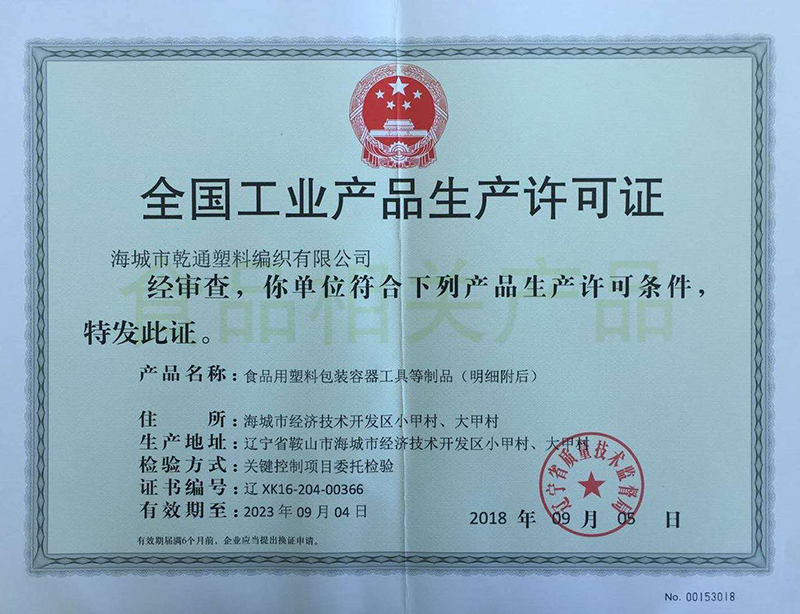 全国工业产品生产许可证
海城市乾通塑料编织有限公司
食品相关产品
经审查，你单位符合下列产品生产许可条件，
特发此证。
产品名称：食品用塑料包装容器工具等制品（明细附后）
住 所：海城市经济技术开发区小甲村、大甲村
生产地址：辽宁省鞍山市海城市经济技术开发区小甲村、大甲村
检验方式：关键控制项目委托检验
证书编号：辽 XK16-204-00366
有效期至：2023 年 09 月 04 日
辽宁省质量技术监督局
2018 年 09 月 05 日
有效期届满6个月前，企业应当提出换证申请。
No. 00153018